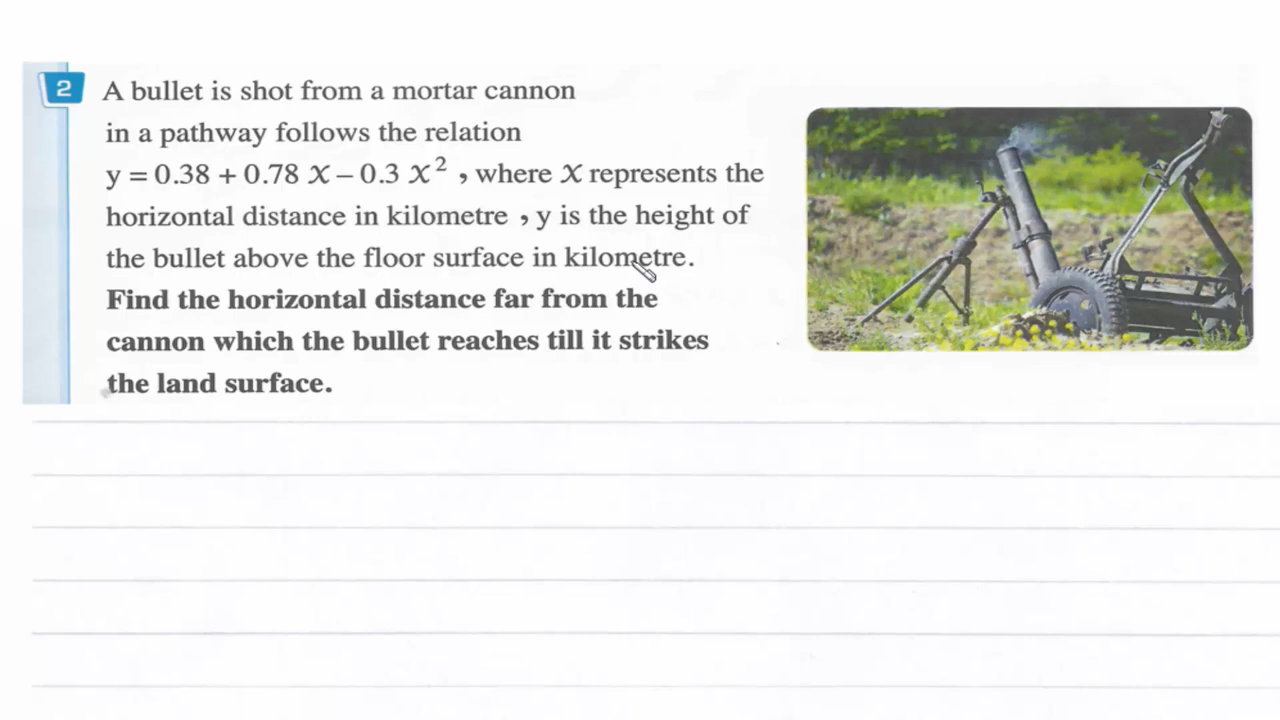 2
A bullet is shot from a mortar cannon
in a pathway follows the relation
y = 0.38 + 0.78 x – 0.3 x² , where x represents the
horizontal distance in kilometre , y is the height of
the bullet above the floor surface in kilometre.
Find the horizontal distance far from the
cannon which the bullet reaches till it strikes
the land surface.